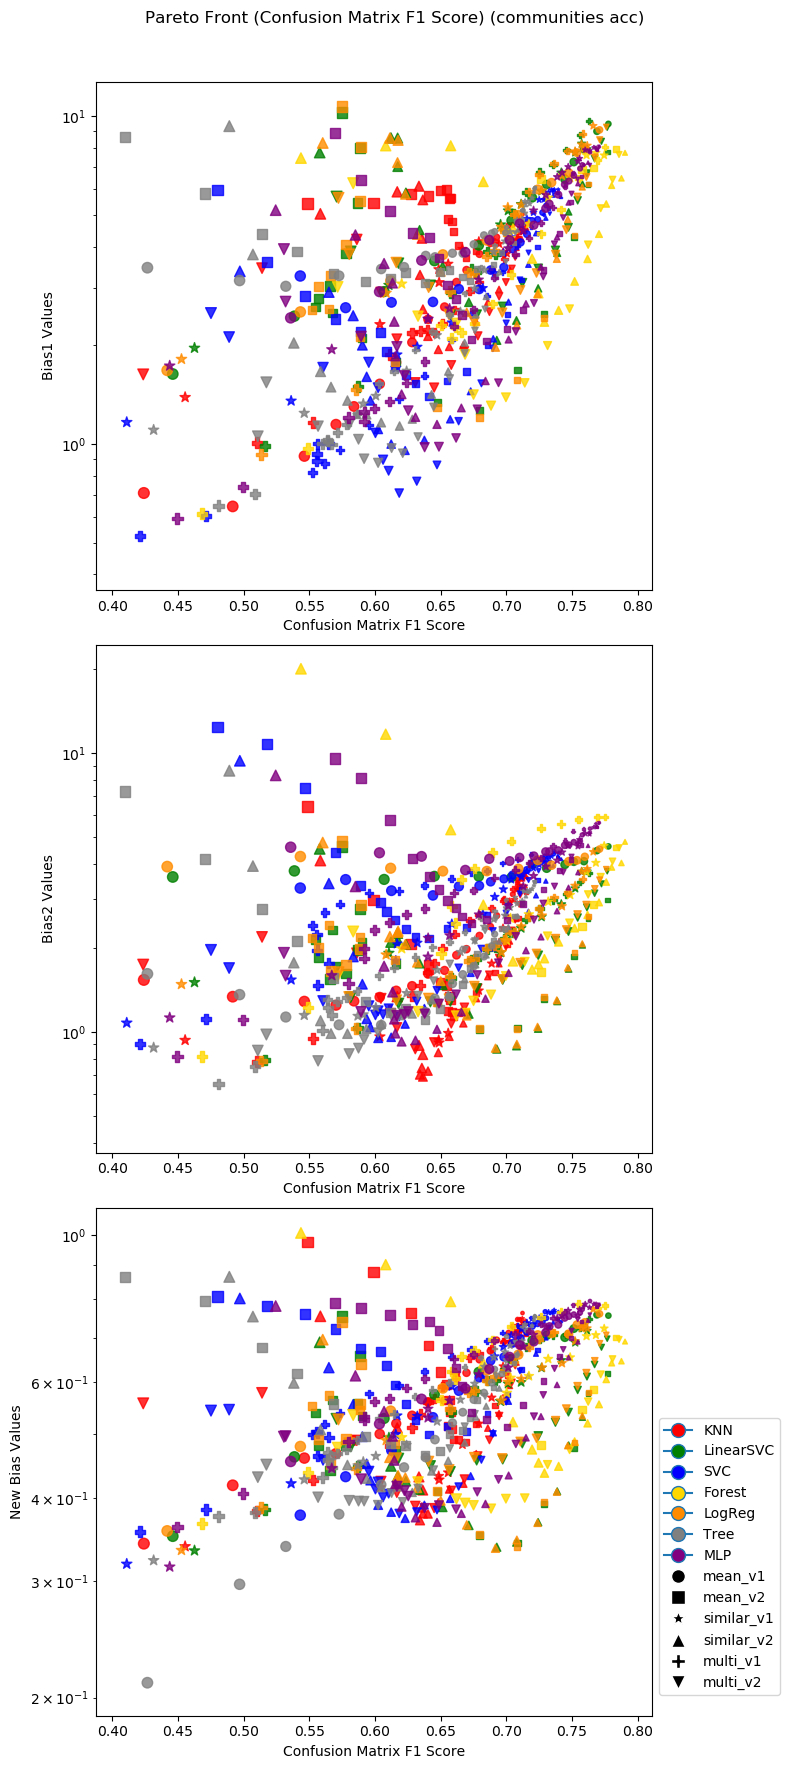 Pareto Front (Confusion Matrix F1 Score) (communities acc)
10¹
10⁰
Bias1 Values
0.40 0.45 0.50 0.55 0.60 0.65 0.70 0.75 0.80
Confusion Matrix F1 Score
10¹
10⁰
Bias2 Values
0.40 0.45 0.50 0.55 0.60 0.65 0.70 0.75 0.80
Confusion Matrix F1 Score
10⁰
6 × 10⁻¹
4 × 10⁻¹
3 × 10⁻¹
2 × 10⁻¹
New Bias Values
0.40 0.45 0.50 0.55 0.60 0.65 0.70 0.75 0.80
Confusion Matrix F1 Score
KNN
LinearSVC
SVC
Forest
LogReg
Tree
MLP
mean_v1
mean_v2
similar_v1
similar_v2
multi_v1
multi_v2